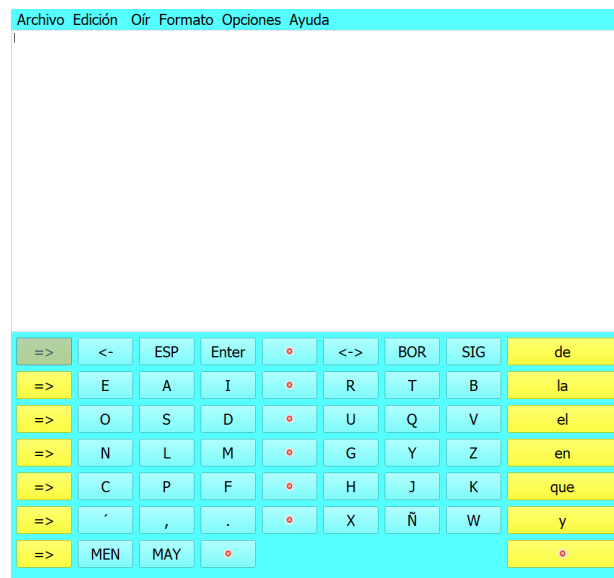 Archivo Edición Oír Formato Opciones Ayuda
=> <- ESP Enter <-> BOR SIG de
=> E A I R T B la
=> O S D U Q V el
=> N L M G Y Z en
=> C P F H J K que
=> ´ , . X Ñ W y
=> MEN MAY